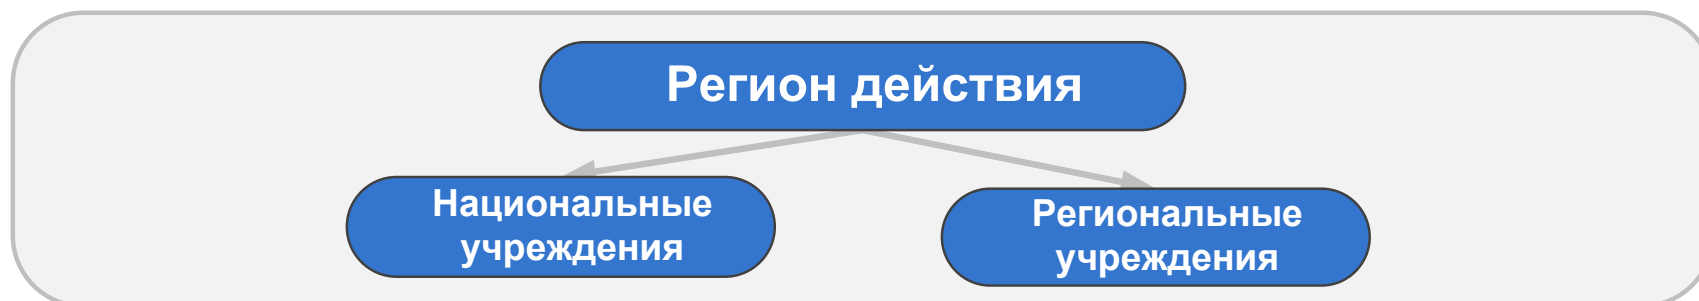 Регион действия
Национальные
учреждения
Региональные
учреждения